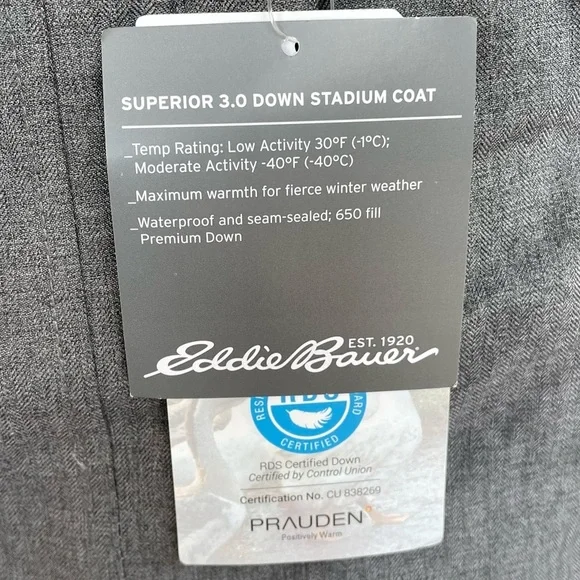 SUPERIOR 3.0 DOWN STADIUM COAT
_Temp Rating: Low Activity 30°F (-1°C);
Moderate Activity -40°F (-40°C)
_Maximum warmth for fierce winter weather
_Waterproof and seam-sealed; 650 fill
Premium Down
EST. 1920
Eddie Bauer
RDS
CERTIFIED
RDS Certified Down
Certified by Control Union
Certification No. CU 838269
PRAUDEN
Positively Warm